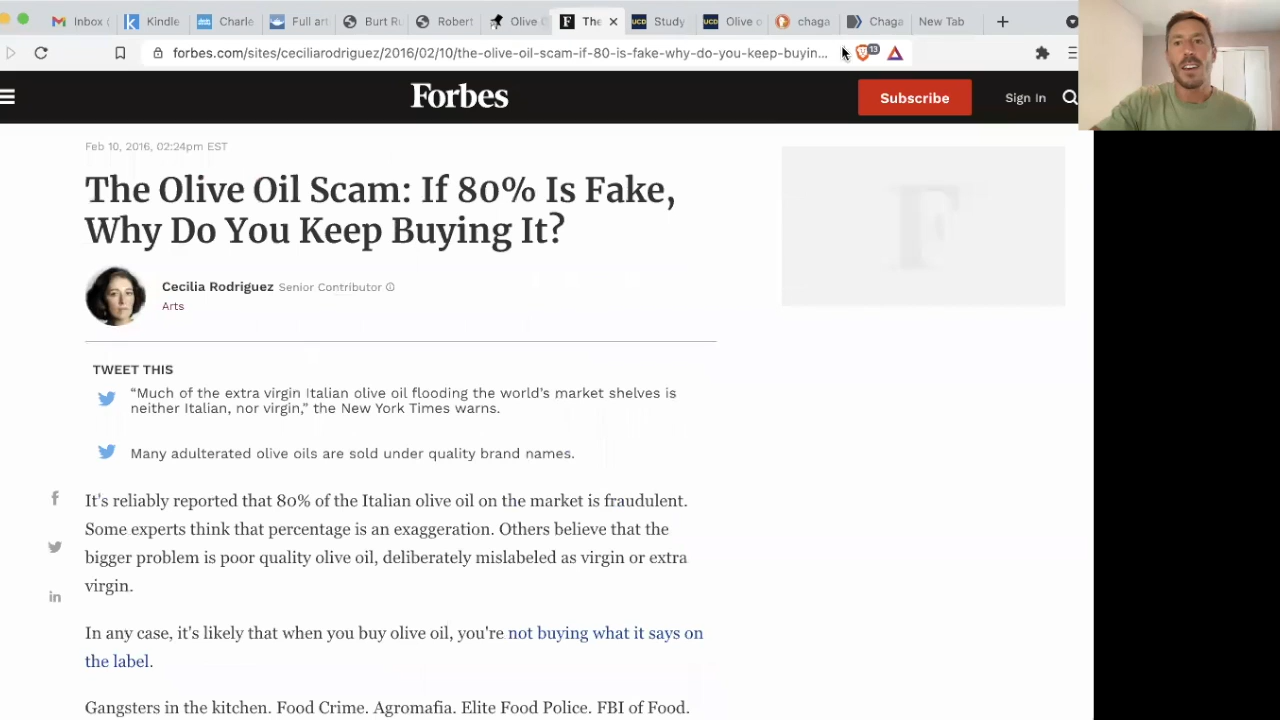 Inbox (
Kindle
Charle
Full art
Burt Ru
Robert
Olive (
The
Study
Olive o
chaga
Chaga
New Tab
forbes.com/sites/ceciliarodriguez/2016/02/10/the-olive-oil-scam-if-80-is-fake-why-do-you-keep-buyin...
13
Forbes
Subscribe
Sign In
Feb 10, 2016, 02:24pm EST
The Olive Oil Scam: If 80% Is Fake,
Why Do You Keep Buying It?
F
Cecilia Rodriguez Senior Contributor
Arts
TWEET THIS
“Much of the extra virgin Italian olive oil flooding the world’s market shelves is
neither Italian, nor virgin,” the New York Times warns.
Many adulterated olive oils are sold under quality brand names.
It's reliably reported that 80% of the Italian olive oil on the market is fraudulent.
Some experts think that percentage is an exaggeration. Others believe that the
bigger problem is poor quality olive oil, deliberately mislabeled as virgin or extra
virgin.
In any case, it's likely that when you buy olive oil, you're not buying what it says on
the label.
Gangsters in the kitchen. Food Crime. Agromafia. Elite Food Police. FBI of Food.